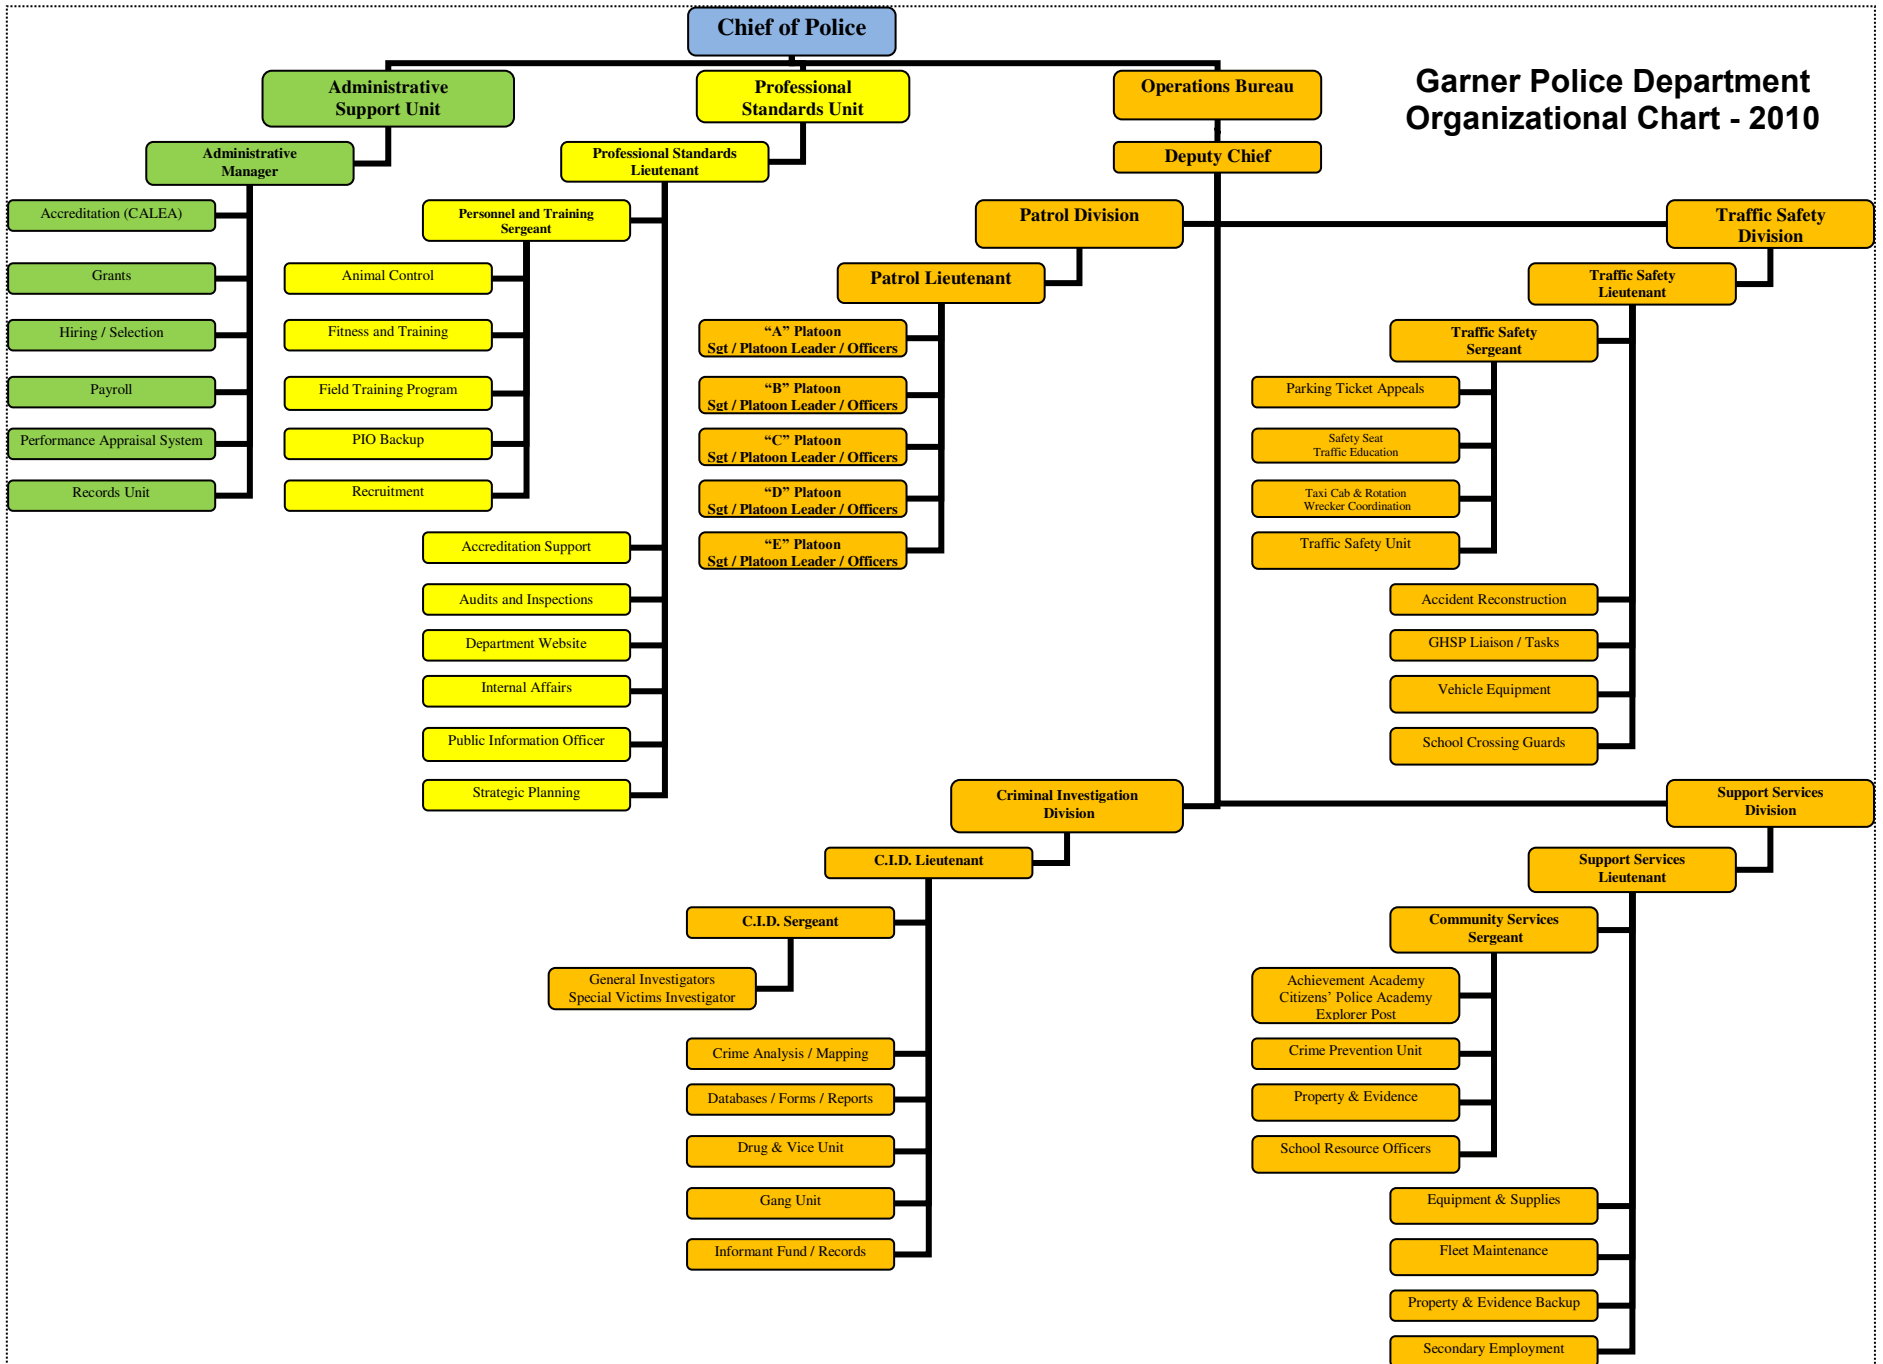 Chief of Police
Garner Police Department
Organizational Chart - 2010
Administrative
Support Unit
Administrative
Manager
Accreditation (CALEA)
Grants
Hiring / Selection
Payroll
Performance Appraisal System
Records Unit
Professional
Standards Unit
Professional Standards
Lieutenant
Personnel and Training
Sergeant
Animal Control
Fitness and Training
Field Training Program
PIO Backup
Recruitment
Accreditation Support
Audits and Inspections
Department Website
Internal Affairs
Public Information Officer
Strategic Planning
Operations Bureau
Deputy Chief
Patrol Division
Patrol Lieutenant
“A” Platoon
Sgt / Platoon Leader / Officers
“B” Platoon
Sgt / Platoon Leader / Officers
“C” Platoon
Sgt / Platoon Leader / Officers
“D” Platoon
Sgt / Platoon Leader / Officers
“E” Platoon
Sgt / Platoon Leader / Officers
Traffic Safety
Division
Traffic Safety
Lieutenant
Traffic Safety
Sergeant
Parking Ticket Appeals
Safety Seat
Traffic Education
Taxi Cab & Rotation
Wrecker Coordination
Traffic Safety Unit
Accident Reconstruction
GHSP Liaison / Tasks
Vehicle Equipment
School Crossing Guards
Criminal Investigation
Division
C.I.D. Lieutenant
C.I.D. Sergeant
General Investigators
Special Victims Investigator
Crime Analysis / Mapping
Databases / Forms / Reports
Drug & Vice Unit
Gang Unit
Informant Fund / Records
Support Services
Division
Support Services
Lieutenant
Community Services
Sergeant
Achievement Academy
Citizens’ Police Academy
Explorer Post
Crime Prevention Unit
Property & Evidence
School Resource Officers
Equipment & Supplies
Fleet Maintenance
Property & Evidence Backup
Secondary Employment